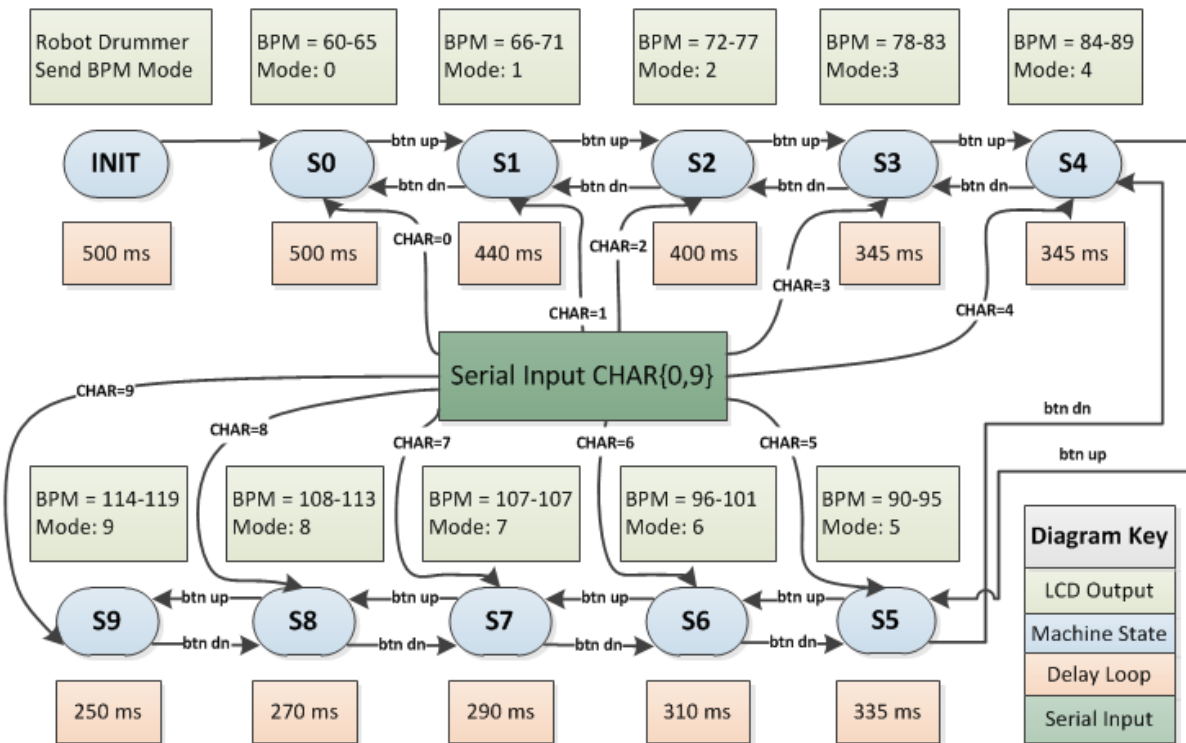 Robot Drummer
Send BPM Mode
BPM = 60-65
Mode: 0
BPM = 66-71
Mode: 1
BPM = 72-77
Mode: 2
BPM = 78-83
Mode:3
BPM = 84-89
Mode: 4
INIT
S0
btn up
S1
btn up
S2
btn up
S3
btn up
S4
btn dn
btn dn
btn dn
btn dn
500 ms
500 ms
440 ms
400 ms
345 ms
345 ms
CHAR=0
CHAR=1
CHAR=2
CHAR=3
CHAR=4
Serial Input CHAR{0,9}
CHAR=9
CHAR=8
CHAR=7
CHAR=6
CHAR=5
btn dn
btn up
BPM = 114-119
Mode: 9
BPM = 108-113
Mode: 8
BPM = 107-107
Mode: 7
BPM = 96-101
Mode: 6
BPM = 90-95
Mode: 5
S9
btn up
S8
btn up
S7
btn up
S6
btn up
S5
btn dn
btn dn
btn dn
btn dn
250 ms
270 ms
290 ms
310 ms
335 ms
Diagram Key
LCD Output
Machine State
Delay Loop
Serial Input